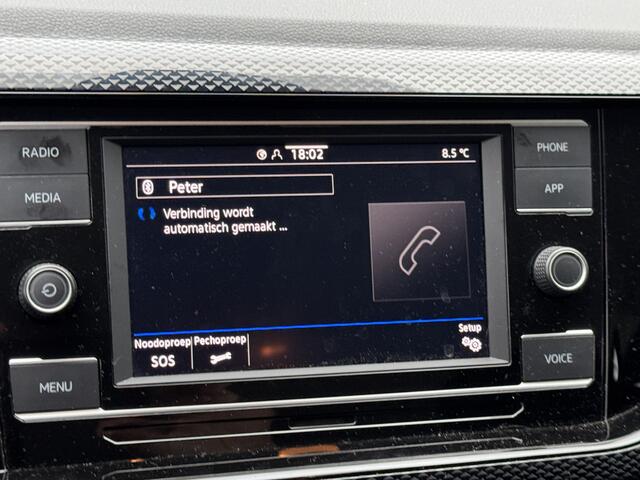 18:02 8.5 °C
RADIO
MEDIA
MENU
Peter
Verbinding wordt
automatisch gemaakt ...
Noodoproep Pechoproep Setup
SOS
PHONE
APP
VOICE